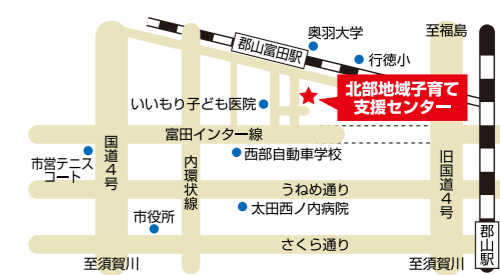 奥羽大学
至福島
郡山富田駅
行徳小
北部地域子育て
支援センター
いいもり子ども医院
富田インター線
国道4号
内環状線
西部自動車学校
旧国道4号
市営テニス
コート
うねめ通り
市役所
太田西ノ内病院
郡山駅
さくら通り
至須賀川
至須賀川